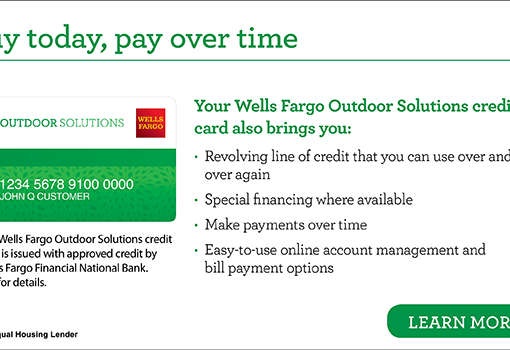 y today, pay over time
OUTDOOR SOLUTIONS
WELLS
FARGO
1234 5678 9100 0000
JOHN Q CUSTOMER
Wells Fargo Outdoor Solutions credit
is issued with approved credit by
s Fargo Financial National Bank.
for details.
Your Wells Fargo Outdoor Solutions credi
card also brings you:
• Revolving line of credit that you can use over and
over again
• Special financing where available
• Make payments over time
• Easy-to-use online account management and
bill payment options
LEARN MOR
qual Housing Lender